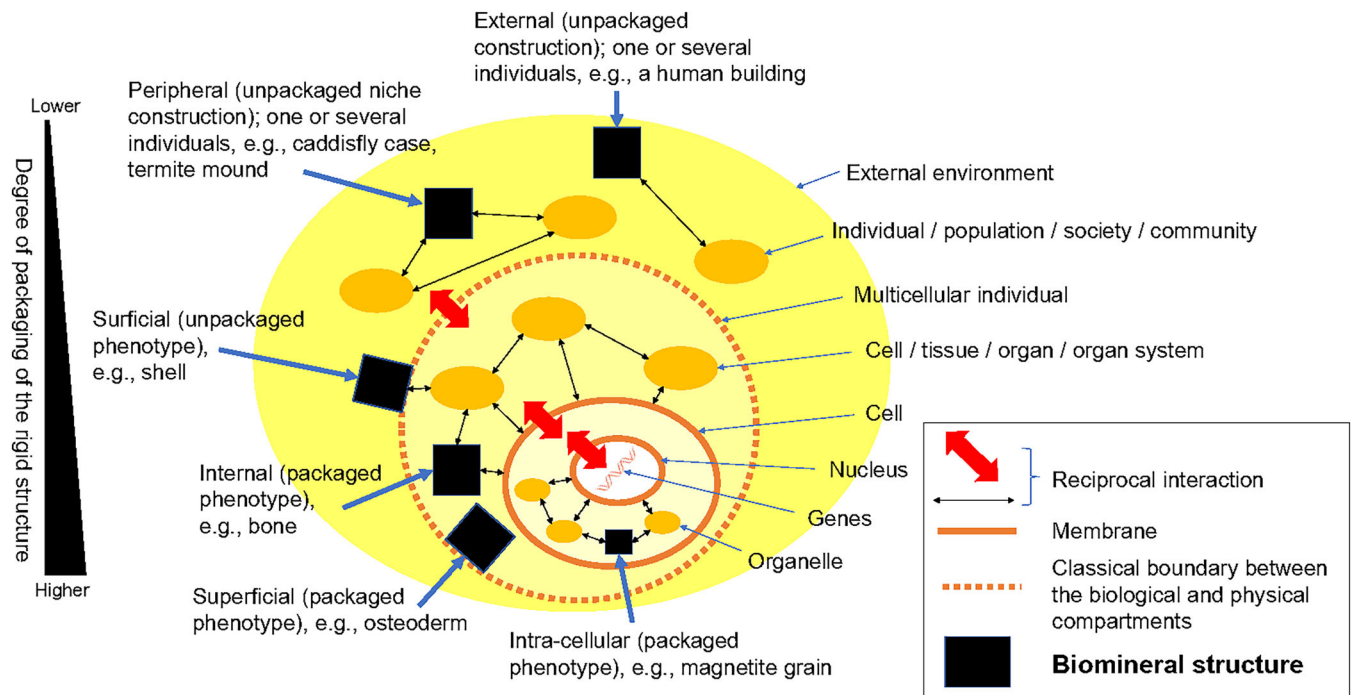 External (unpackaged
construction); one or several
individuals, e.g., a human building
Peripheral (unpackaged niche
construction); one or several
individuals, e.g., caddisfly case,
termite mound
Lower
Degree of packaging of the rigid structure
Higher
Surficial (unpackaged
phenotype),
e.g., shell
Internal (packaged
phenotype),
e.g., bone
Superficial (packaged
phenotype), e.g., osteoderm
Intra-cellular (packaged
phenotype), e.g., magnetite grain
External environment
Individual / population / society / community
Multicellular individual
Cell / tissue / organ / organ system
Cell
Nucleus
Genes
Organelle
Reciprocal interaction
Membrane
Classical boundary between
the biological and physical
compartments
Biomineral structure